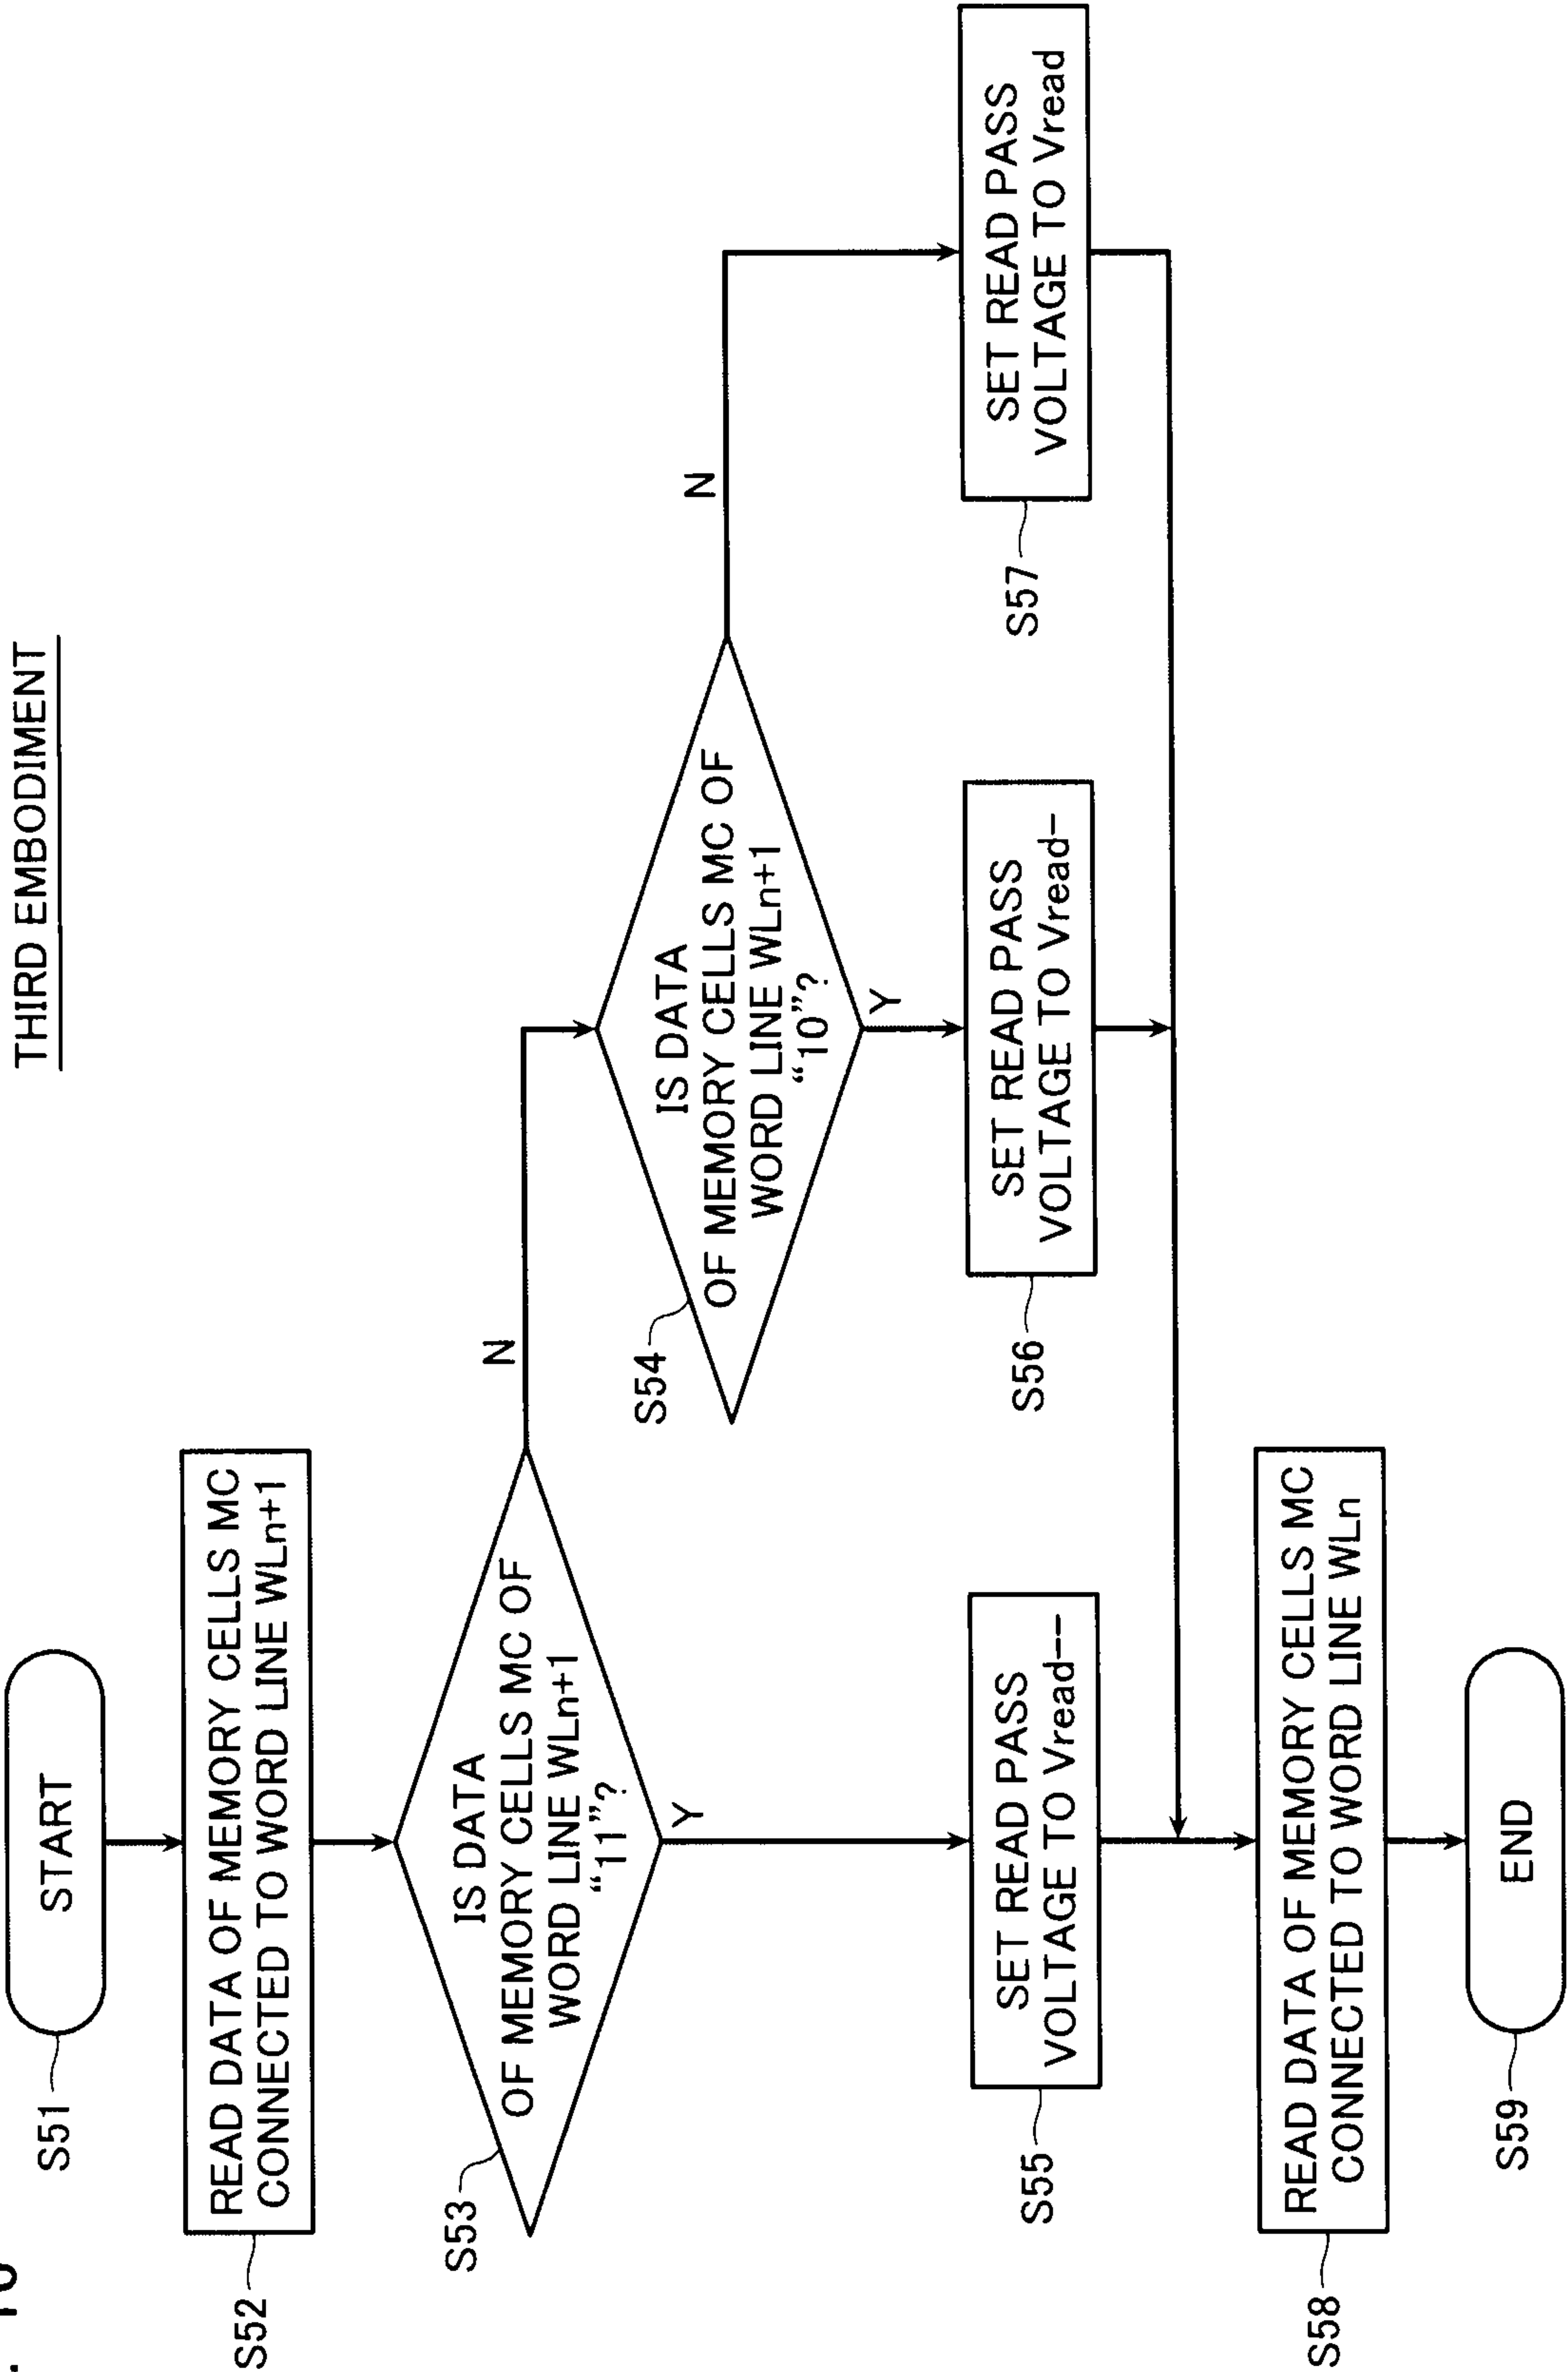 THIRD EMBODIMENT
S51
START
S52
READ DATA OF MEMORY CELLS MC
CONNECTED TO WORD LINE WLn+1
S53
IS DATA
OF MEMORY CELLS MC OF
WORD LINE WLn+1
“11”?
N
Y
S54
IS DATA
OF MEMORY CELLS MC OF
WORD LINE WLn+1
“10”?
N
Y
S55
SET READ PASS
VOLTAGE TO Vread--
S56
SET READ PASS
VOLTAGE TO Vread-
S57
SET READ PASS
VOLTAGE TO Vread
S58
READ DATA OF MEMORY CELLS MC
CONNECTED TO WORD LINE WLn
S59
END